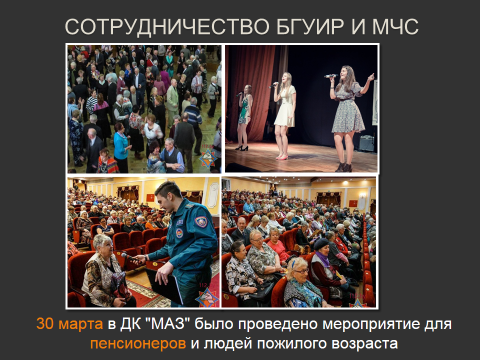 СОТРУДНИЧЕСТВО БГУИР И МЧС
30 марта в ДК "МАЗ" было проведено мероприятие для
пенсионеров и людей пожилого возраста